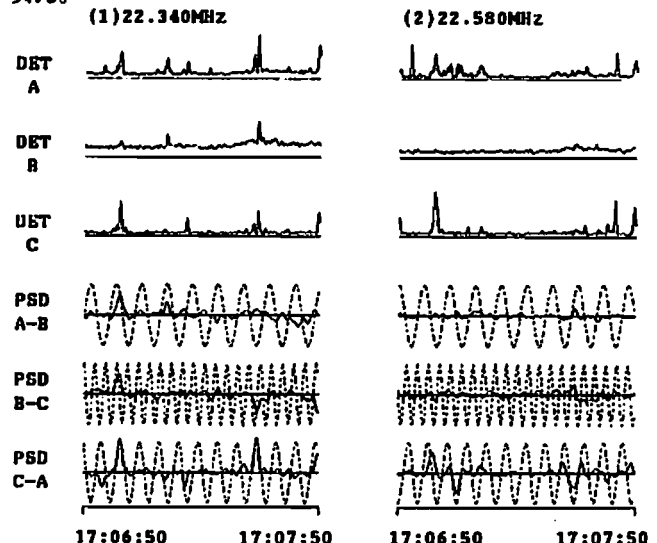 (1)22.340MHz (2)22.580MHz
DET
A
DET
B
DET
C
PSD
A-B
PSD
B-C
PSD
C-A
17:06:50 17:07:50 17:06:50 17:07:50